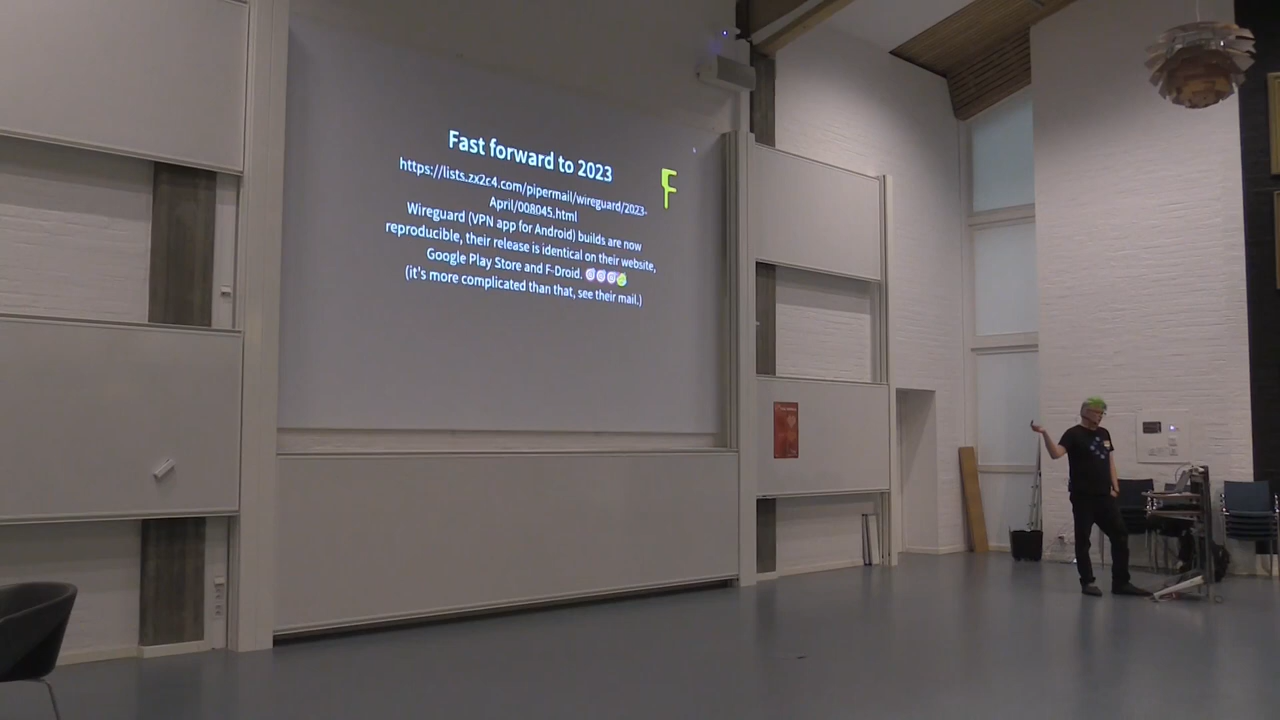 Fast forward to 2023
https://lists.zx2c4.com/pipermail/wireguard/2023-
April/008045.html
Wireguard (VPN app for Android) builds are now
reproducible, their release is identical on their website,
Google Play Store and F-Droid.
(it's more complicated than that, see their mail.)
F